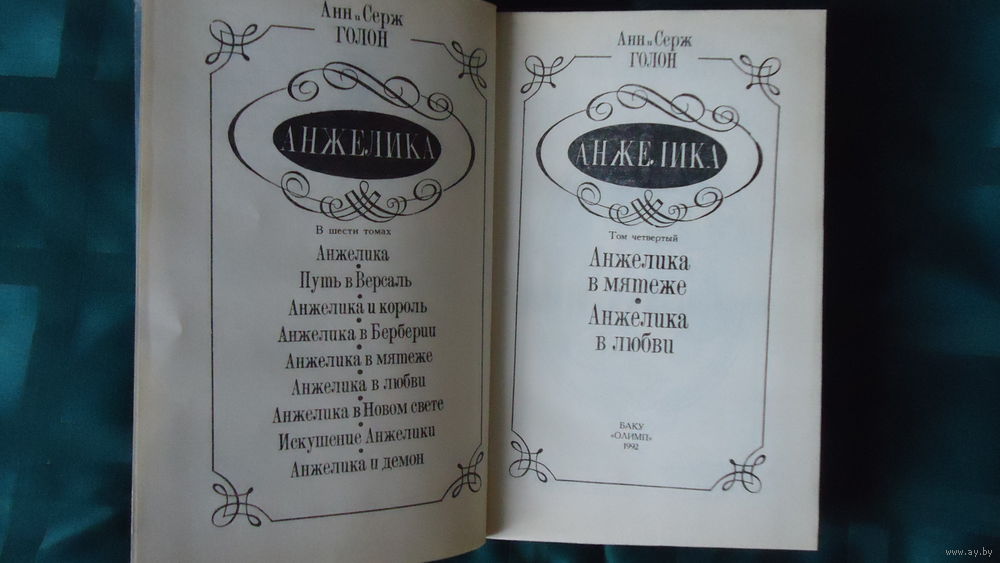 Анн и Серж
ГОЛОН
АНЖЕЛИКА
В шести томах
Анжелика
Путь в Версаль
Анжелика и король
Анжелика в Берберии
Анжелика в мятеже
Анжелика в любви
Анжелика в Новом свете
Искушение Анжелики
Анжелика и демон
Анн и Серж
ГОЛОН
АНЖЕЛИКА
Том четвертый
Анжелика
в мятеже
Анжелика
в любви
БАКУ
«ОЛИМП»
1992
www.ay.by